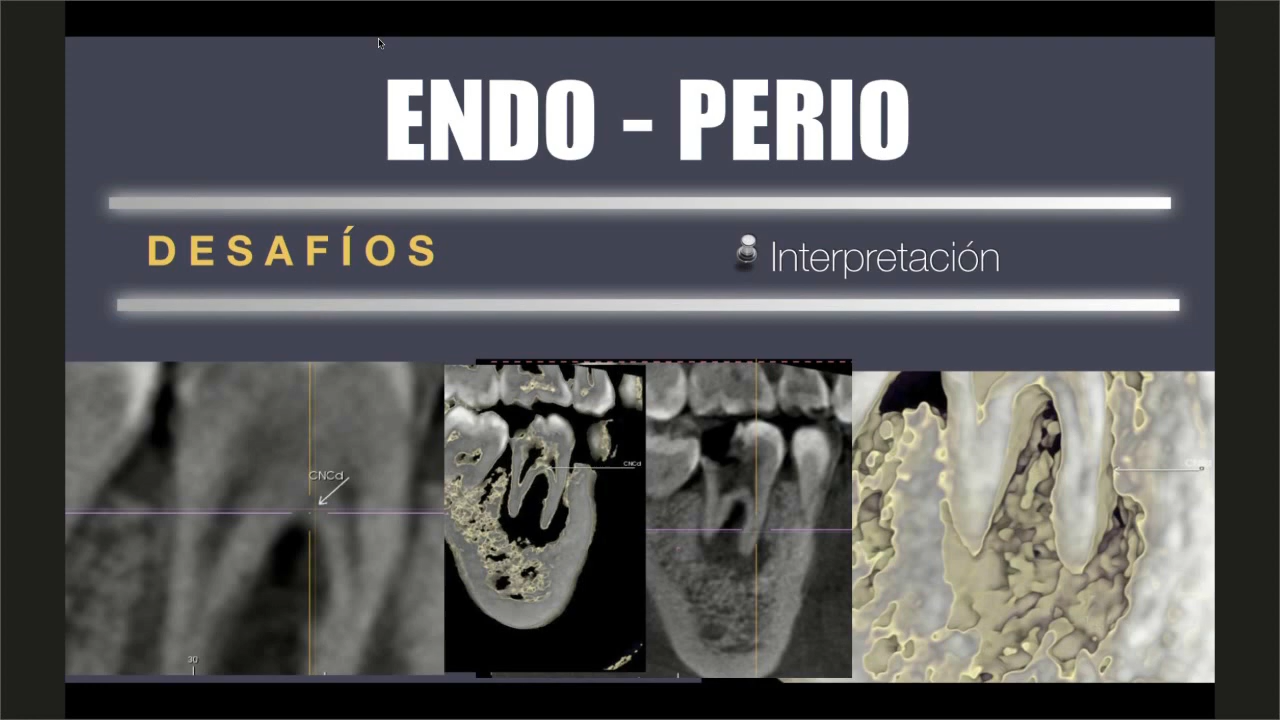 ENDO - PERIO
DESAFÍOS
Interpretación
CNCd
CNCd
30